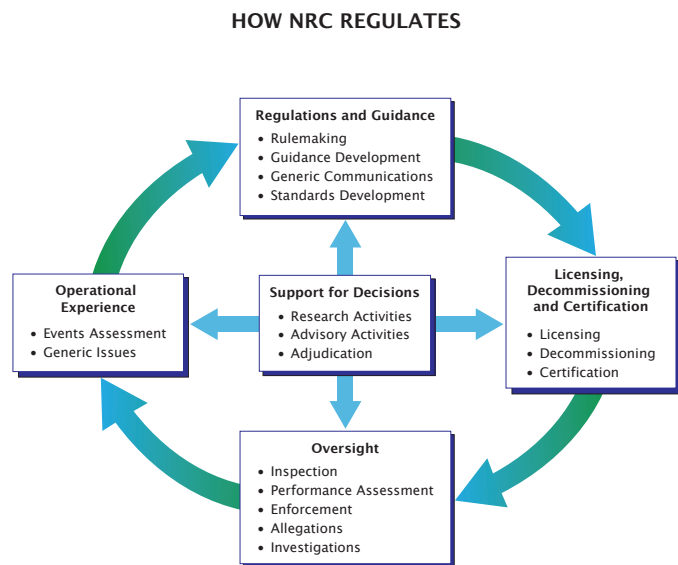 HOW NRC REGULATES
Regulations and Guidance
• Rulemaking
• Guidance Development
• Generic Communications
• Standards Development
Operational
Experience
• Events Assessment
• Generic Issues
Support for Decisions
• Research Activities
• Advisory Activities
• Adjudication
Licensing,
Decommissioning
and Certification
• Licensing
• Decommissioning
• Certification
Oversight
• Inspection
• Performance Assessment
• Enforcement
• Allegations
• Investigations